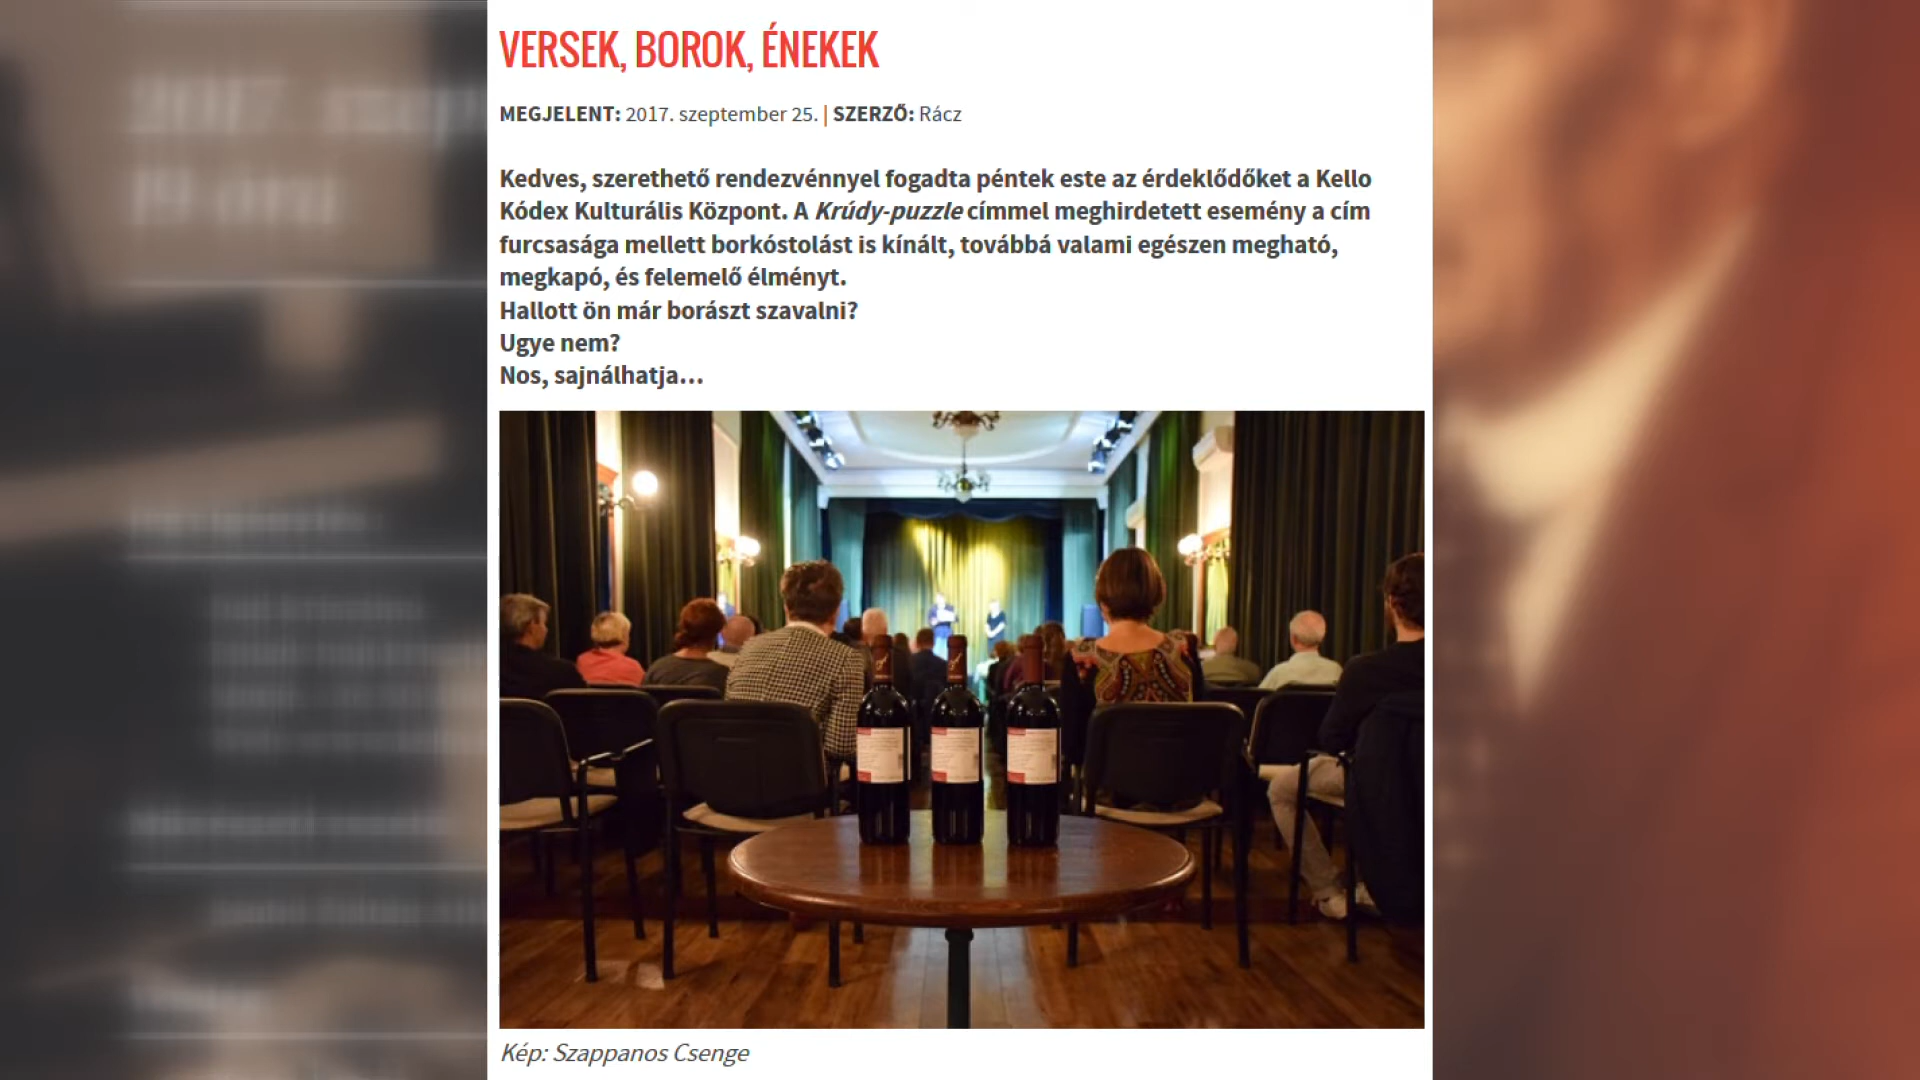 VERSEK, BOROK, ÉNEKEK
MEGJELENT: 2017. szeptember 25. | SZERZŐ: Rácz
Kedves, szerethető rendezvénnyel fogadta péntek este az érdeklődőket a Kello
Kódex Kulturális Központ. A Krúdy-puzzle címmel meghirdetett esemény a cím
furcsasága mellett borkóstolást is kínált, továbbá valami egészen megható,
megkapó, és felemelő élményt.
Hallott ön már borászt szavalni?
Ugye nem?
Nos, sajnálhatja...
Kép: Szappanos Csenge